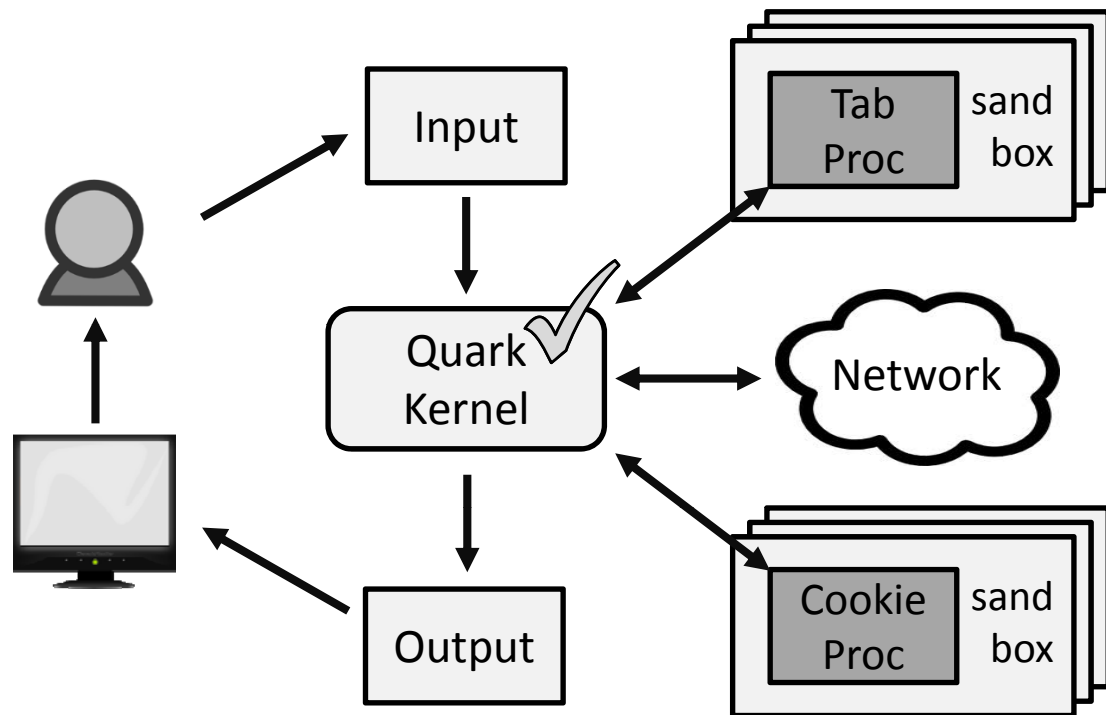 Input
Tab
Proc
sand
box
Quark
Kernel
Network
Output
Cookie
Proc
sand
box